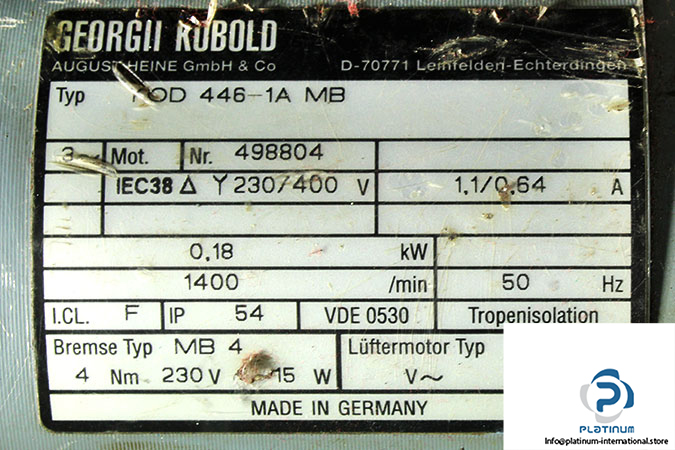 GEORGII KOBOLD
AUGUST HEINE GmbH & Co D-70771 Leinfelden-Echterdingen
Typ OD 446-1A MB
3~ Mot. Nr. 498804
IEC38 Δ Y 230/400 V 1,1/0,64 A
0,18 kW
1400 /min 50 Hz
I.CL. F IP 54 VDE 0530 Tropenisolation
Bremse Typ MB 4 Lüftermotor Typ
4 Nm 230 V 15 W V~
MADE IN GERMANY
PLATINUM
Info@platinum-international.store